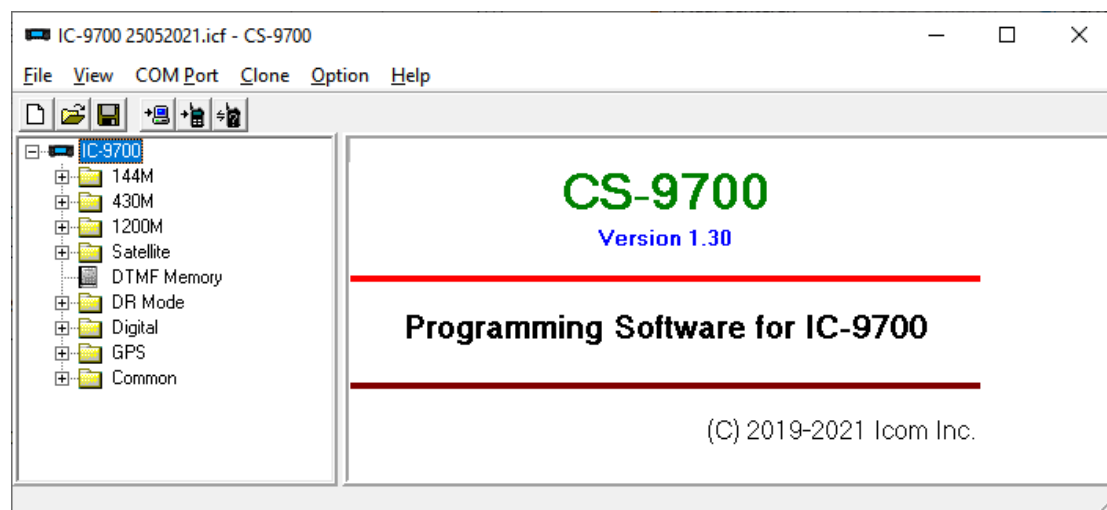 IC-9700 25052021.icf - CS-9700
File View COM Port Clone Option Help
IC-9700
144M
430M
1200M
Satellite
DTMF Memory
DR Mode
Digital
GPS
Common
CS-9700
Version 1.30
Programming Software for IC-9700
(C) 2019-2021 Icom Inc.